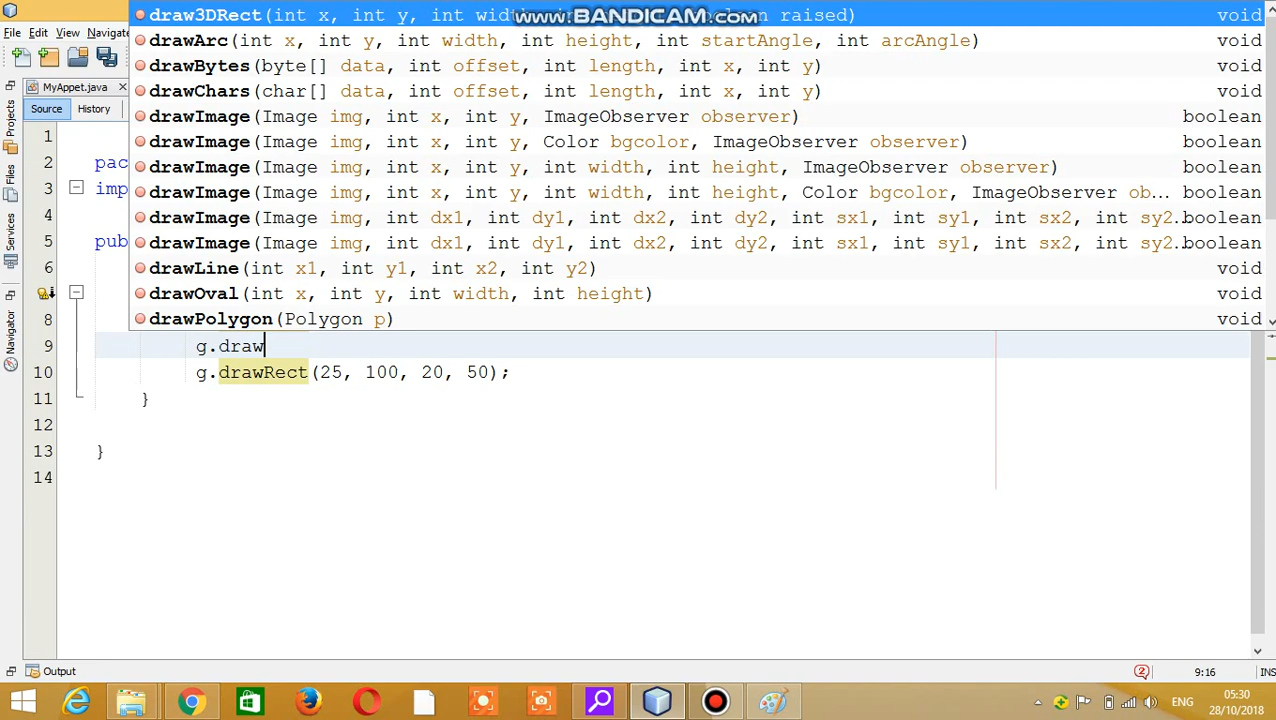 draw3DRect(int x, int y, int width, in
www.BANDICAM.com
an raised) void
File Edit View Navigate
drawArc(int x, int y, int width, int height, int startAngle, int arcAngle) void
drawBytes(byte[] data, int offset, int length, int x, int y) void
MyAppet.java
drawChars(char[] data, int offset, int length, int x, int y) void
Source History
drawImage(Image img, int x, int y, ImageObserver observer) boolean
1 drawImage(Image img, int x, int y, Color bgcolor, ImageObserver observer) boolean
2 pac drawImage(Image img, int x, int y, int width, int height, ImageObserver observer) boolean
3 imp drawImage(Image img, int x, int y, int width, int height, Color bgcolor, ImageObserver ob... boolean
4 drawImage(Image img, int dx1, int dy1, int dx2, int dy2, int sx1, int sy1, int sx2, int sy2.. boolean
5 pub drawImage(Image img, int dx1, int dy1, int dx2, int dy2, int sx1, int sy1, int sx2, int sy2.. boolean
6 drawLine(int x1, int y1, int x2, int y2) void
drawOval(int x, int y, int width, int height) void
8 drawPolygon(Polygon p) void
9 g.draw
10 g.drawRect(25, 100, 20, 50);
11 }
12
13 }
14
Projects
Files
Services
Navigator
Output 2 9:16 INS
ENG 05:30
28/10/2018